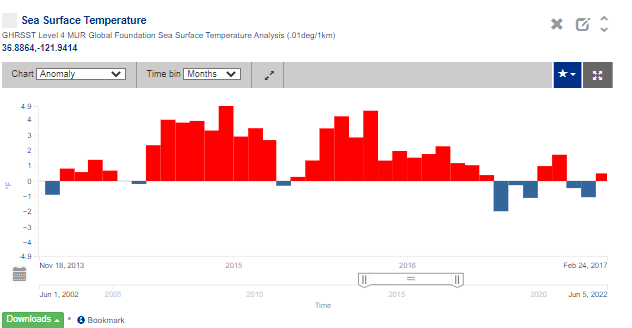 Sea Surface Temperature
GHRSST Level 4 MUR Global Foundation Sea Surface Temperature Analysis (.01deg/1km)
36.8864,-121.9414
Chart Anomaly Time bin Months
4.9
4
3
2
1
0
−1
−2
−3
−4
-4.9
°F
Nov 18, 2013 2015 2016 Feb 24, 2017
Jun 1, 2002 2005 2010 2015 2020 Jun 5, 2022
Time
Downloads * Bookmark